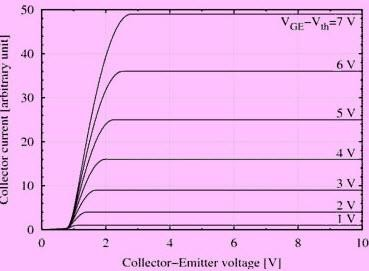 50
40
30
20
10
0
Collector current [arbitrary unit]
V_GE−V_th=7 V
6 V
5 V
4 V
3 V
2 V
1 V
0 2 4 6 8 10
Collector−Emitter voltage [V]